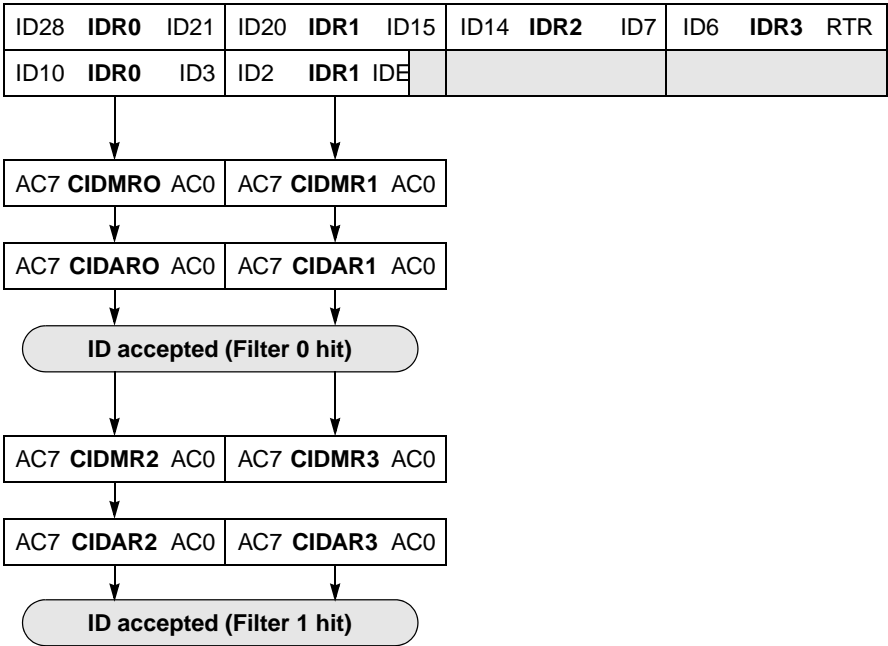 ID28 IDR0 ID21 ID20 IDR1 ID15 ID14 IDR2 ID7 ID6 IDR3 RTR
ID10 IDR0 ID3 ID2 IDR1 IDE
AC7 CIDMRO AC0 AC7 CIDMR1 AC0
AC7 CIDARO AC0 AC7 CIDAR1 AC0
ID accepted (Filter 0 hit)
AC7 CIDMR2 AC0 AC7 CIDMR3 AC0
AC7 CIDAR2 AC0 AC7 CIDAR3 AC0
ID accepted (Filter 1 hit)